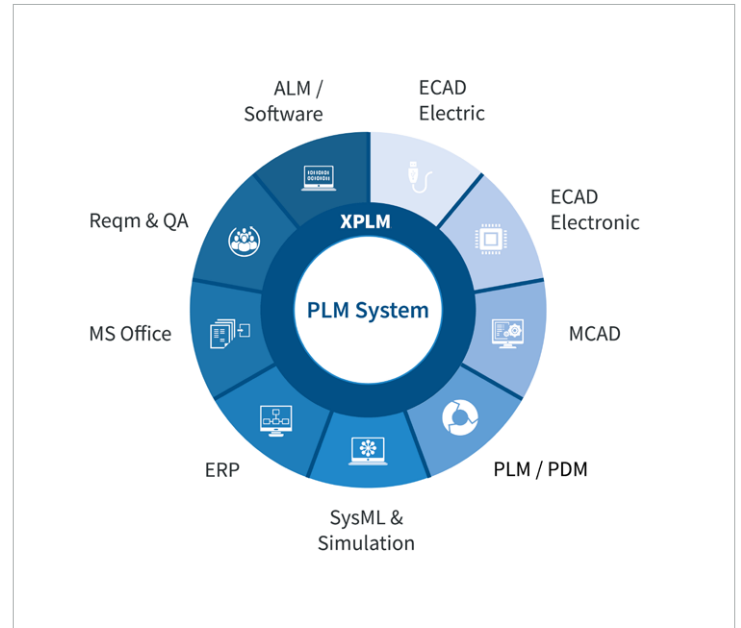 ALM /
Software
ECAD
Electric
ECAD
Electronic
MCAD
PLM / PDM
SysML &
Simulation
ERP
MS Office
Reqm & QA
XPLM
PLM System